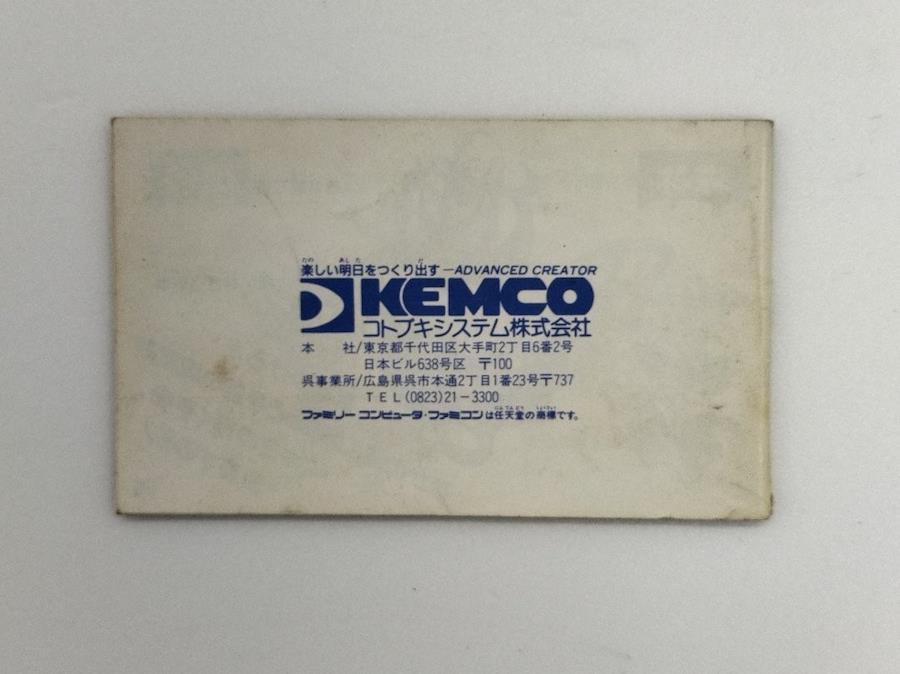 楽しい明日をつくり出す—ADVANCED CREATOR
KEMCO
コトブキシステム株式会社
本 社/東京都千代田区大手町2丁目6番2号
日本ビル638号区 〒100
呉事業所/広島県呉市本通2丁目1番23号〒737
TEL(0823)21-3300
ファミリーコンピュータ・ファミコンは任天堂の商標です。